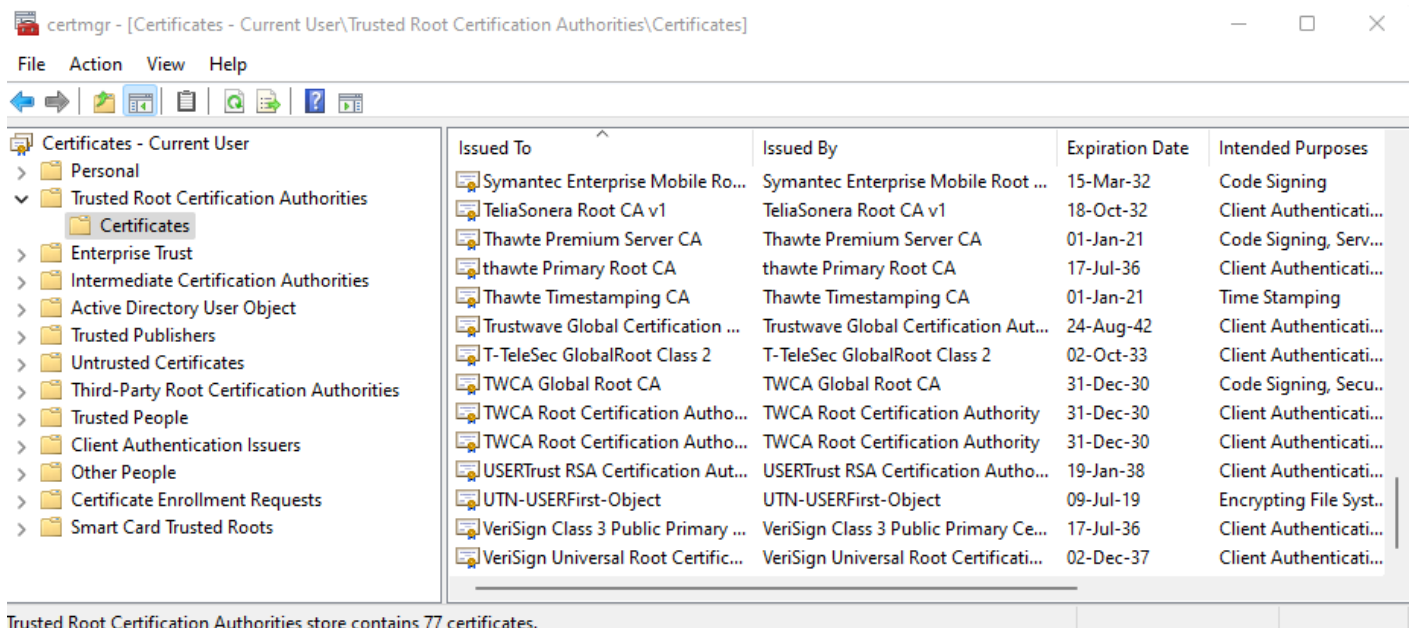 certmgr - [Certificates - Current User\Trusted Root Certification Authorities\Certificates]
File Action View Help
Certificates - Current User
Personal
Trusted Root Certification Authorities
Certificates
Enterprise Trust
Intermediate Certification Authorities
Active Directory User Object
Trusted Publishers
Untrusted Certificates
Third-Party Root Certification Authorities
Trusted People
Client Authentication Issuers
Other People
Certificate Enrollment Requests
Smart Card Trusted Roots
Issued To Issued By Expiration Date Intended Purposes
Symantec Enterprise Mobile Ro... Symantec Enterprise Mobile Root ... 15-Mar-32 Code Signing
TeliaSonera Root CA v1 TeliaSonera Root CA v1 18-Oct-32 Client Authenticati...
Thawte Premium Server CA Thawte Premium Server CA 01-Jan-21 Code Signing, Serv...
thawte Primary Root CA thawte Primary Root CA 17-Jul-36 Client Authenticati...
Thawte Timestamping CA Thawte Timestamping CA 01-Jan-21 Time Stamping
Trustwave Global Certification ... Trustwave Global Certification Aut... 24-Aug-42 Client Authenticati...
T-TeleSec GlobalRoot Class 2 T-TeleSec GlobalRoot Class 2 02-Oct-33 Client Authenticati...
TWCA Global Root CA TWCA Global Root CA 31-Dec-30 Code Signing, Secu...
TWCA Root Certification Autho... TWCA Root Certification Authority 31-Dec-30 Client Authenticati...
TWCA Root Certification Autho... TWCA Root Certification Authority 31-Dec-30 Client Authenticati...
USERTrust RSA Certification Aut... USERTrust RSA Certification Autho... 19-Jan-38 Client Authenticati...
UTN-USERFirst-Object UTN-USERFirst-Object 09-Jul-19 Encrypting File Syst...
VeriSign Class 3 Public Primary ... VeriSign Class 3 Public Primary Ce... 17-Jul-36 Client Authenticati...
VeriSign Universal Root Certific... VeriSign Universal Root Certificati... 02-Dec-37 Client Authenticati...
Trusted Root Certification Authorities store contains 77 certificates.